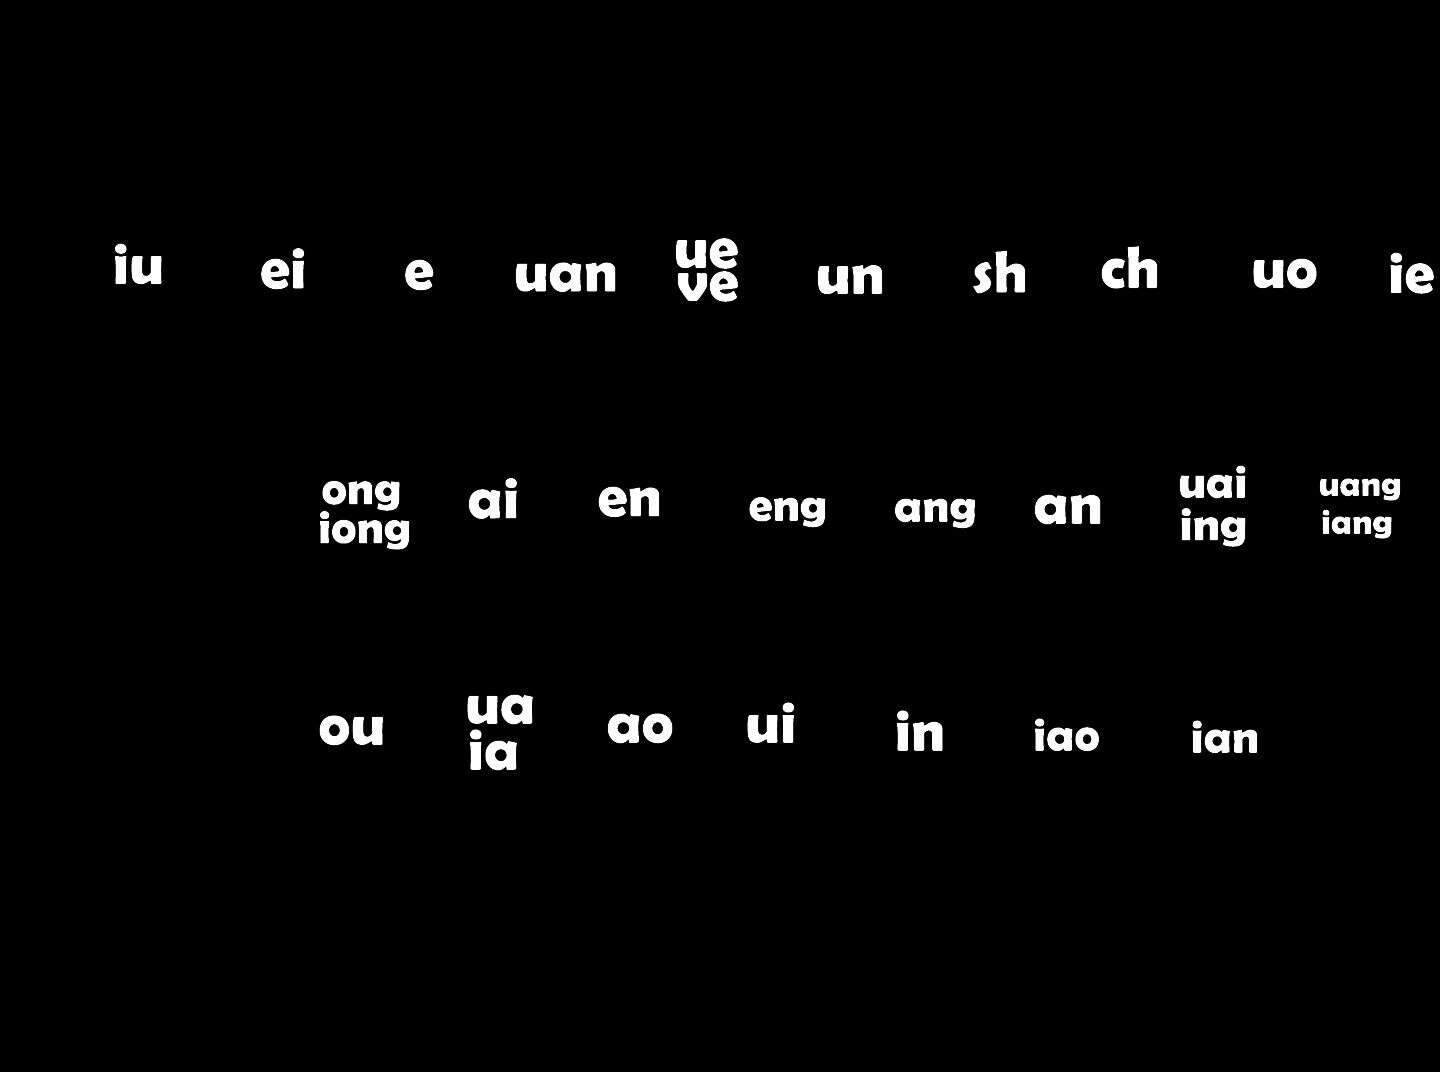 iu ei e uan ue un sh ch uo ie
ve
ong ai en eng ang an uai uang
iong ing iang
ou ua ao ui in iao ian
ia